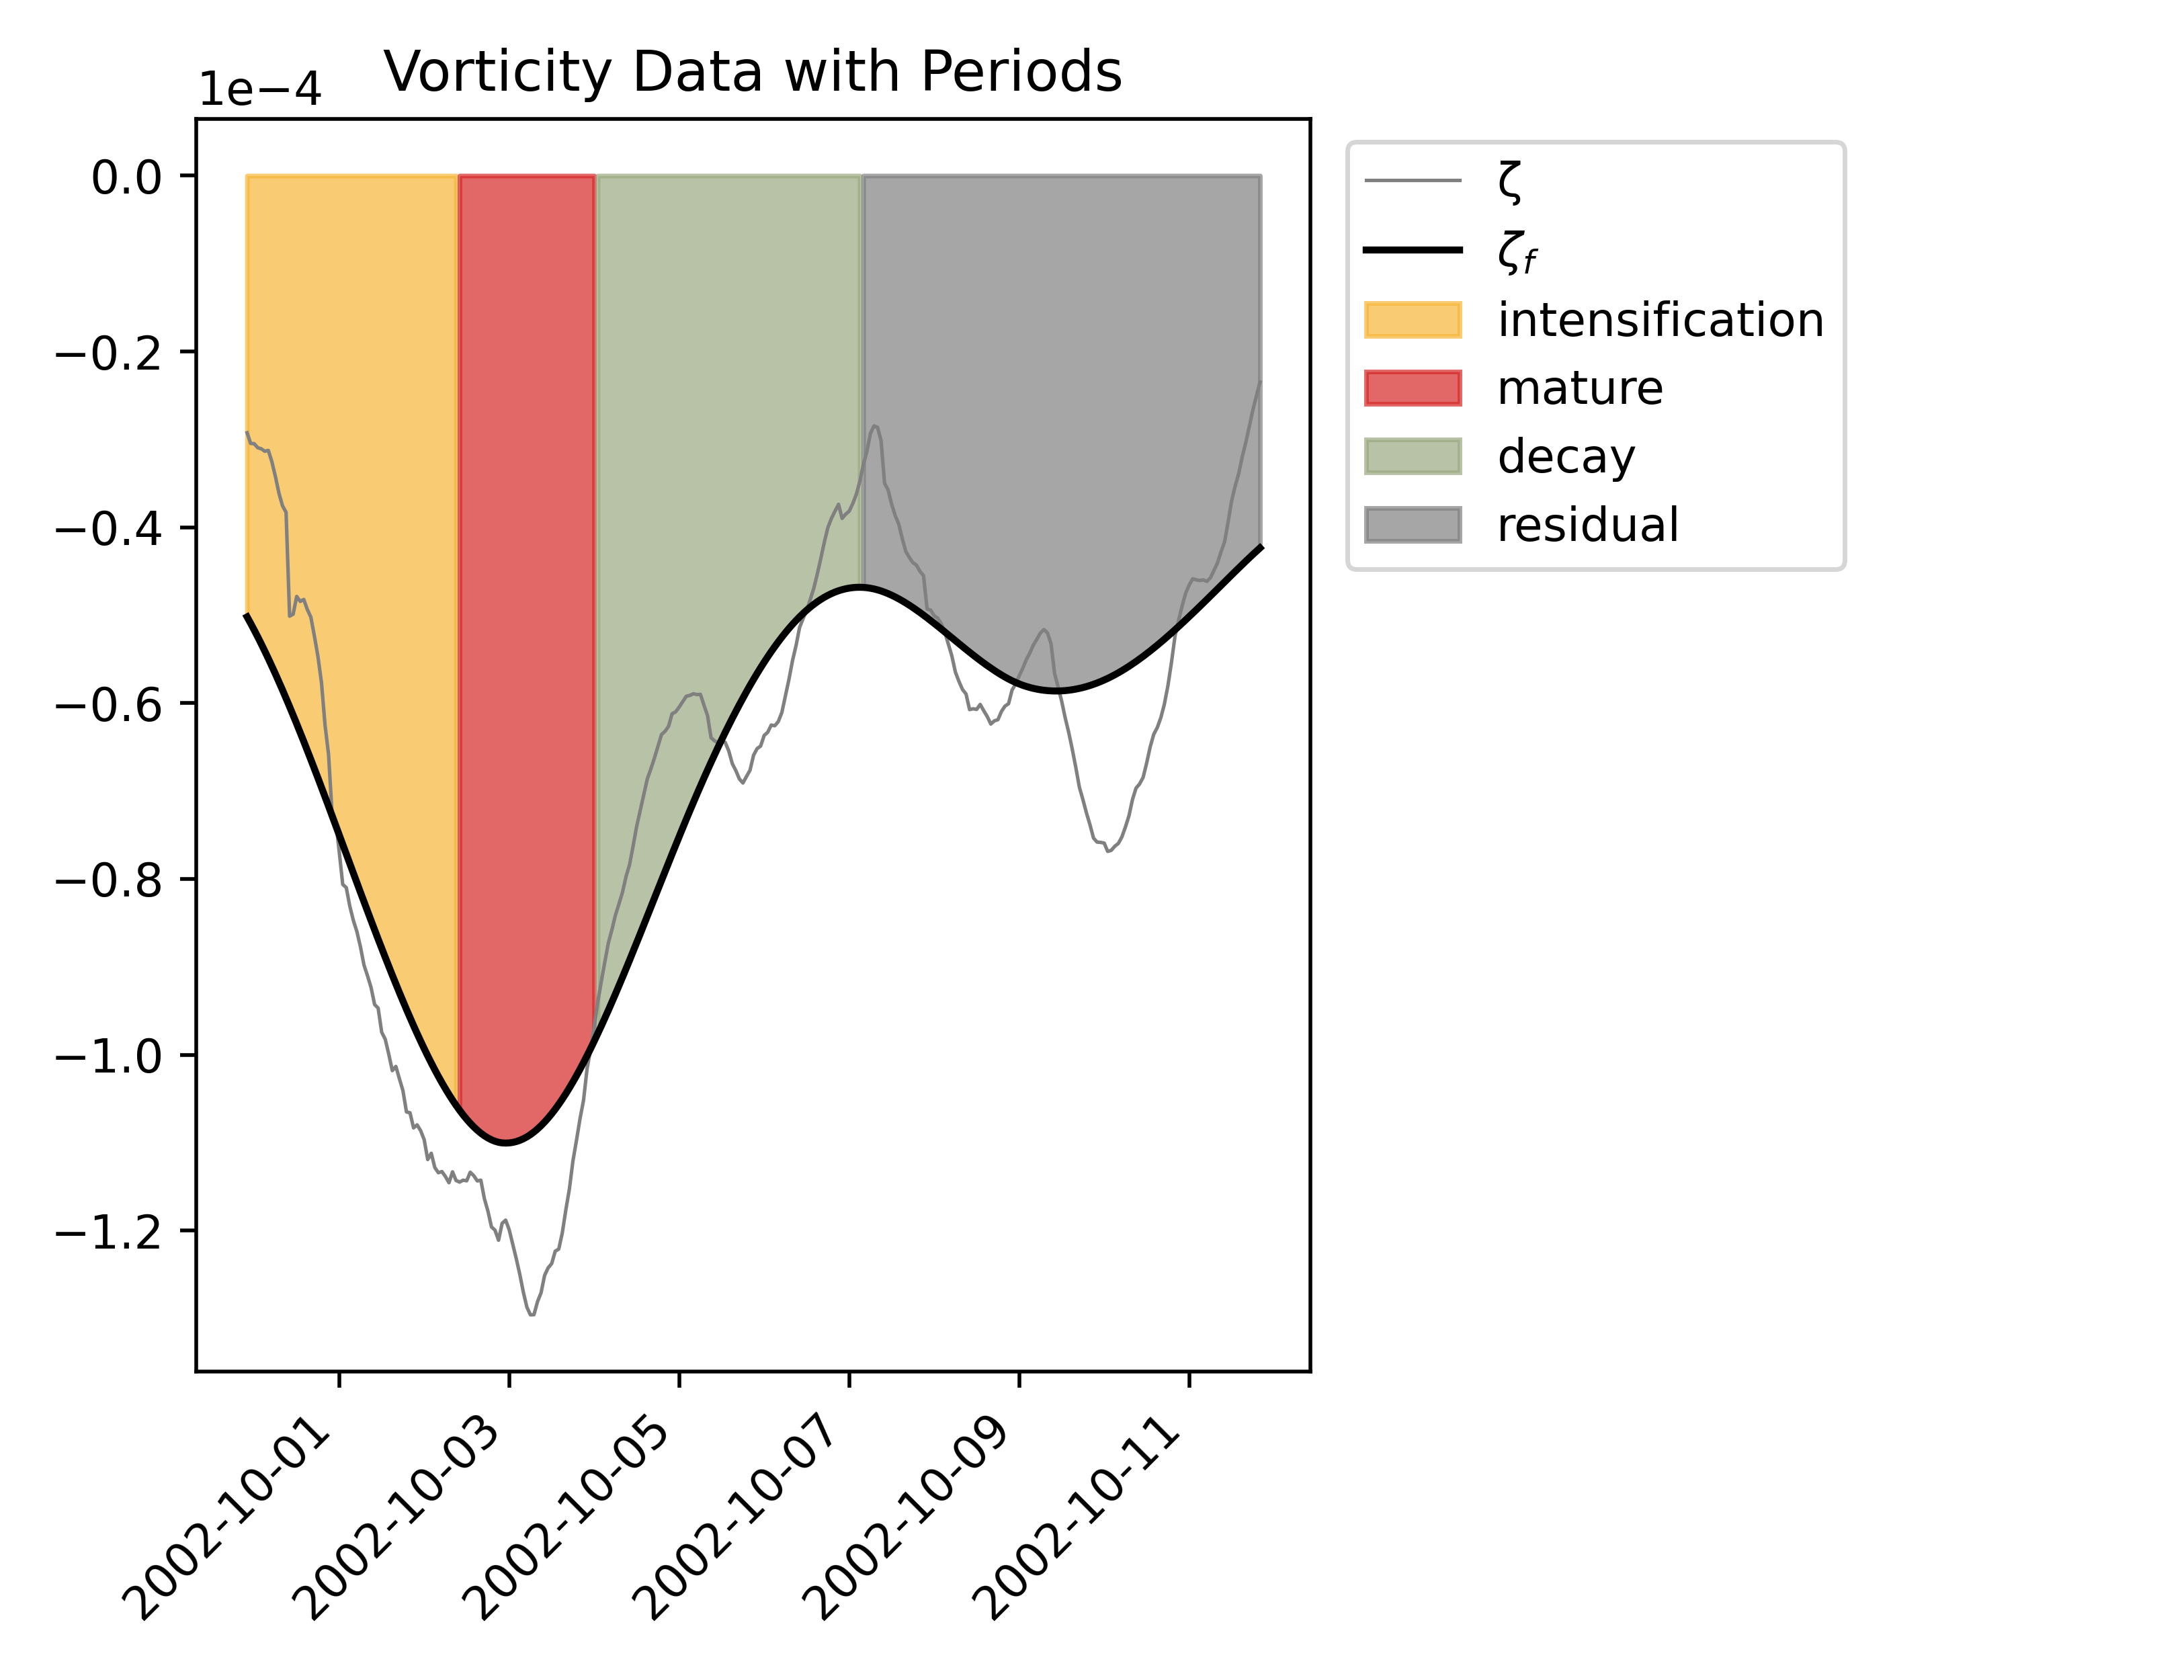 Vorticity Data with Periods
1e−4
0.0
−0.2
−0.4
−0.6
−0.8
−1.0
−1.2
2002-10-01
2002-10-03
2002-10-05
2002-10-07
2002-10-09
2002-10-11
ζ
ζf
intensification
mature
decay
residual